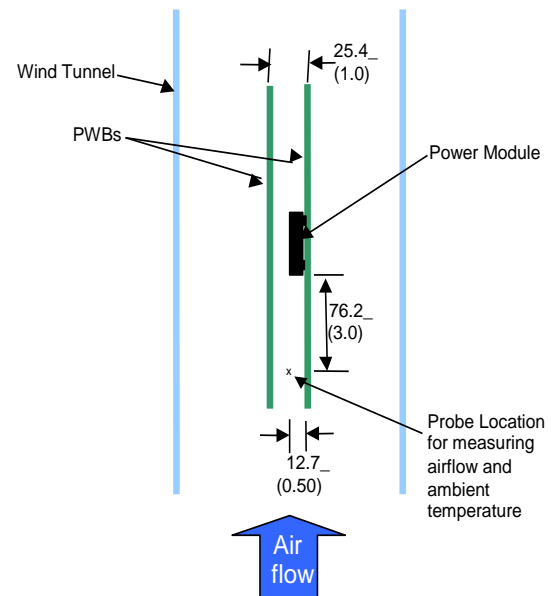 25.4_
(1.0)
Wind Tunnel
PWBs
Power Module
76.2_
(3.0)
x
Probe Location
for measuring
airflow and
ambient
temperature
12.7_
(0.50)
Air
flow